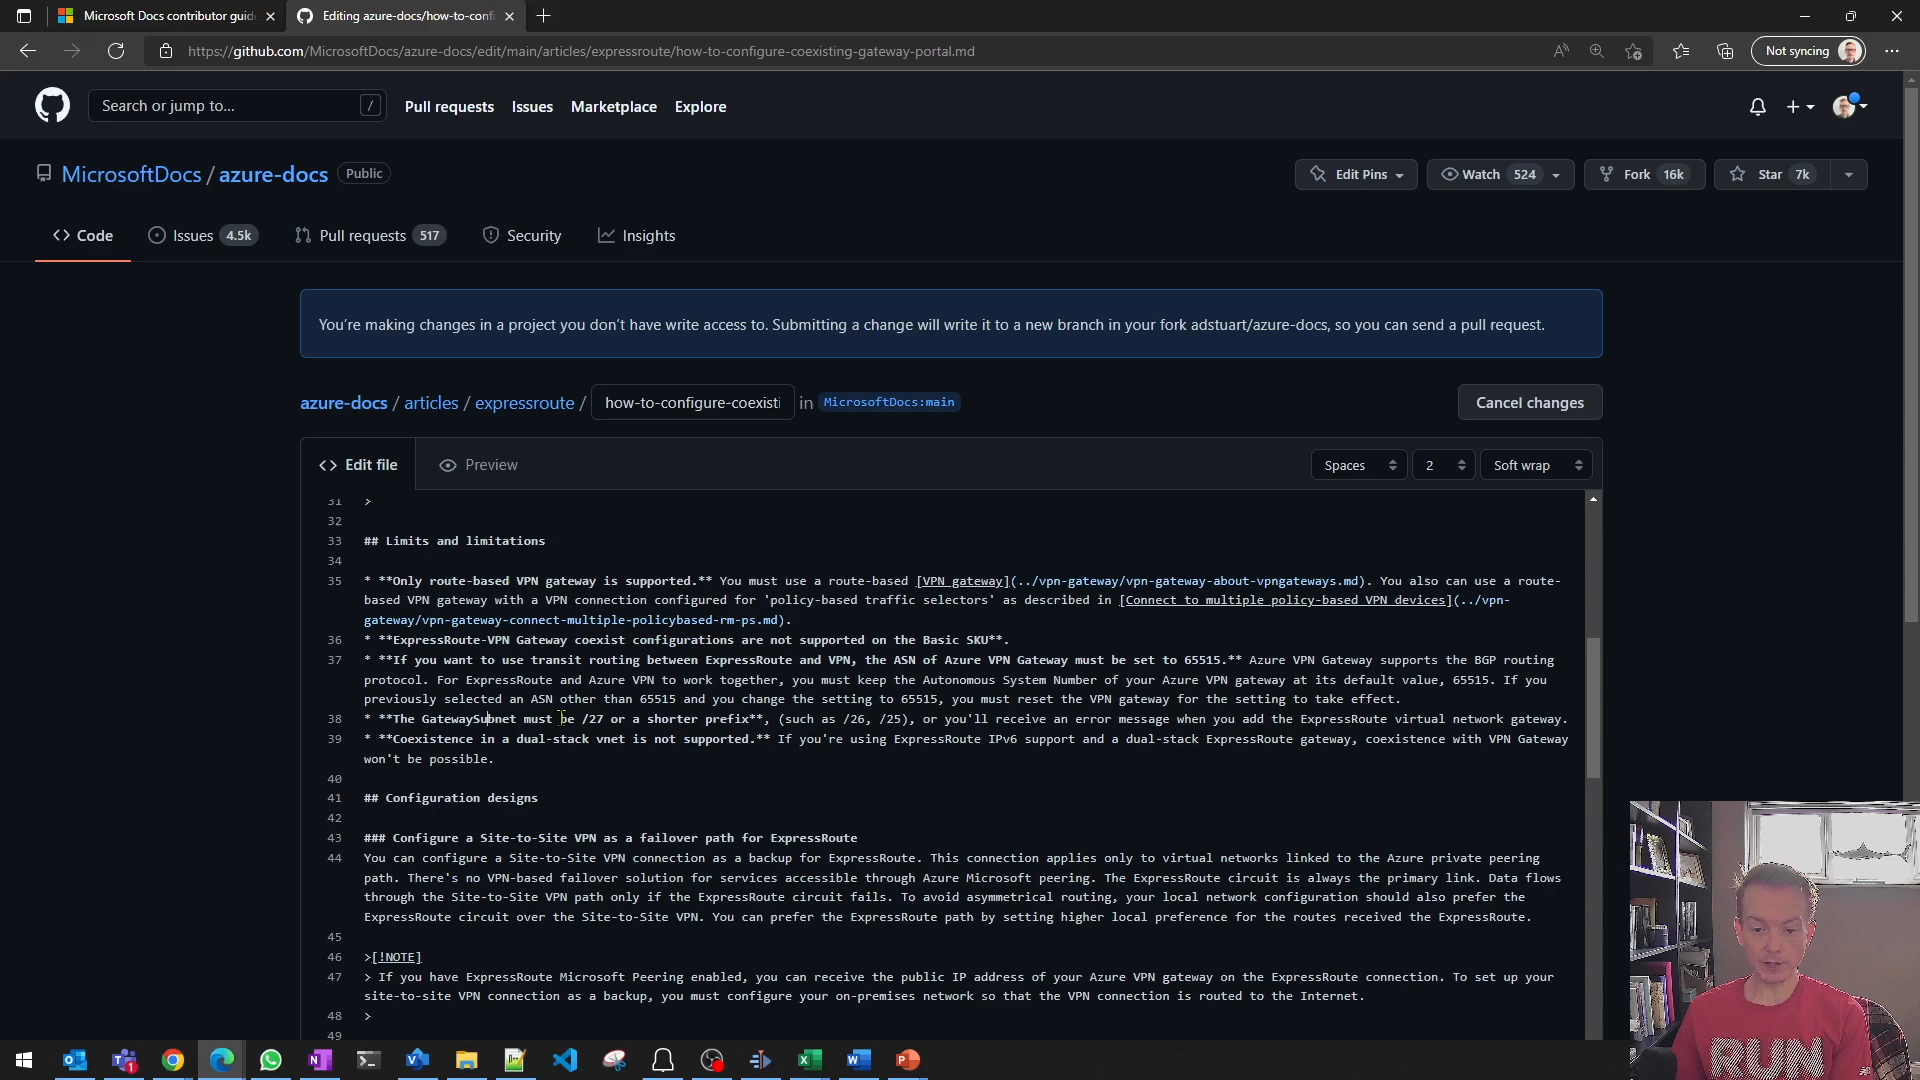 Microsoft Docs contributor guid
Editing azure-docs/how-to-confi
https://github.com/MicrosoftDocs/azure-docs/edit/main/articles/expressroute/how-to-configure-coexisting-gateway-portal.md
Not syncing
Search or jump to...
/
Pull requests
Issues
Marketplace
Explore
MicrosoftDocs / azure-docs
Public
Edit Pins
Watch 524
Fork 16k
Star 7k
Code
Issues 4.5k
Pull requests 517
Security
Insights
You're making changes in a project you don't have write access to. Submitting a change will write it to a new branch in your fork adstuart/azure-docs, so you can send a pull request.
azure-docs / articles / expressroute / how-to-configure-coexisti in MicrosoftDocs:main
Cancel changes
Edit file
Preview
Spaces
2
Soft wrap
31 >
32
33 ## Limits and limitations
34
35 * **Only route-based VPN gateway is supported.** You must use a route-based [VPN gateway](../vpn-gateway/vpn-gateway-about-vpngateways.md). You also can use a route-
based VPN gateway with a VPN connection configured for 'policy-based traffic selectors' as described in [Connect to multiple policy-based VPN devices](../vpn-
gateway/vpn-gateway-connect-multiple-policybased-rm-ps.md).
36 * **ExpressRoute-VPN Gateway coexist configurations are not supported on the Basic SKU**.
37 * **If you want to use transit routing between ExpressRoute and VPN, the ASN of Azure VPN Gateway must be set to 65515.** Azure VPN Gateway supports the BGP routing
protocol. For ExpressRoute and Azure VPN to work together, you must keep the Autonomous System Number of your Azure VPN gateway at its default value, 65515. If you
previously selected an ASN other than 65515 and you change the setting to 65515, you must reset the VPN gateway for the setting to take effect.
38 * **The GatewaySubnet must be /27 or a shorter prefix**, (such as /26, /25), or you'll receive an error message when you add the ExpressRoute virtual network gateway.
39 * **Coexistence in a dual-stack vnet is not supported.** If you're using ExpressRoute IPv6 support and a dual-stack ExpressRoute gateway, coexistence with VPN Gateway
won't be possible.
40
41 ## Configuration designs
42
43 ### Configure a Site-to-Site VPN as a failover path for ExpressRoute
44 You can configure a Site-to-Site VPN connection as a backup for ExpressRoute. This connection applies only to virtual networks linked to the Azure private peering
path. There's no VPN-based failover solution for services accessible through Azure Microsoft peering. The ExpressRoute circuit is always the primary link. Data flows
through the Site-to-Site VPN path only if the ExpressRoute circuit fails. To avoid asymmetrical routing, your local network configuration should also prefer the
ExpressRoute circuit over the Site-to-Site VPN. You can prefer the ExpressRoute path by setting higher local preference for the routes received the ExpressRoute.
45
46 >[!NOTE]
47 > If you have ExpressRoute Microsoft Peering enabled, you can receive the public IP address of your Azure VPN gateway on the ExpressRoute connection. To set up your
site-to-site VPN connection as a backup, you must configure your on-premises network so that the VPN connection is routed to the Internet.
48 >
49
RUN